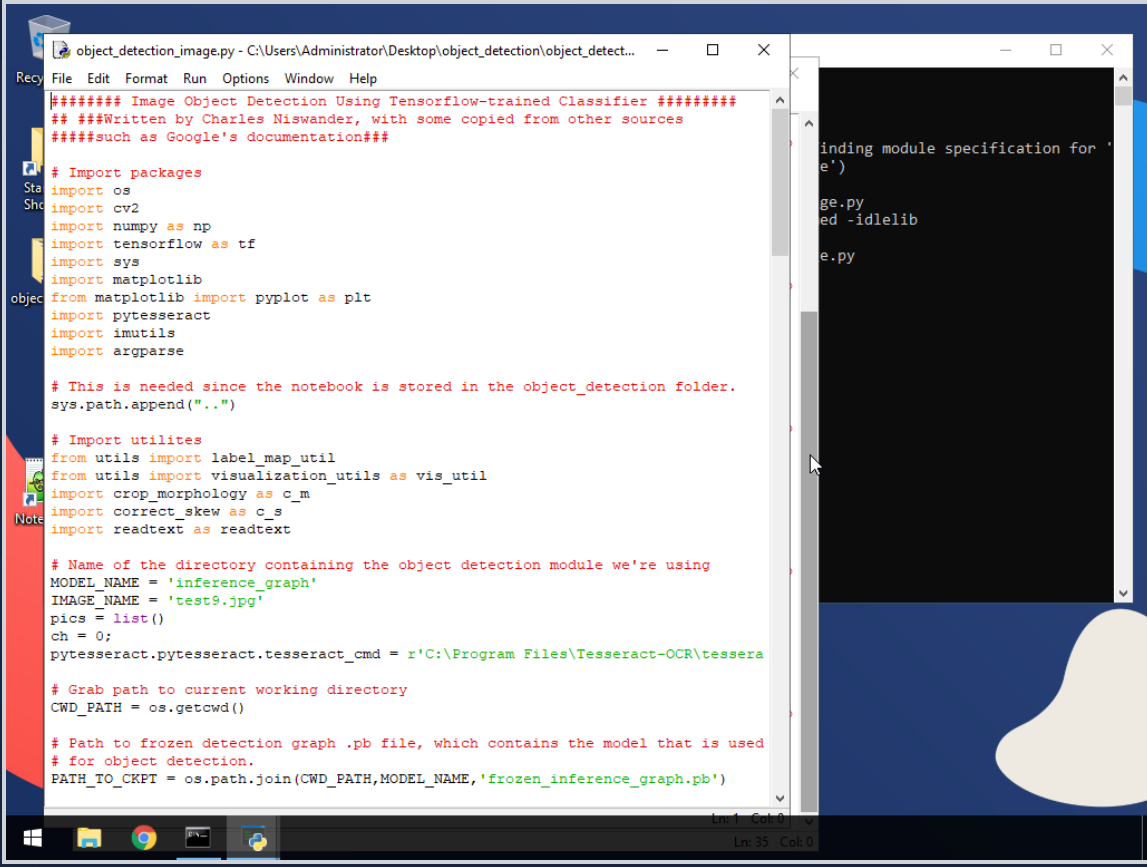 object_detection_image.py - C:\Users\Administrator\Desktop\object_detection\object_detect...
File Edit Format Run Options Window Help
######## Image Object Detection Using Tensorflow-trained Classifier #########
## ###Written by Charles Niswander, with some copied from other sources
#####such as Google's documentation###
# Import packages
import os
import cv2
import numpy as np
import tensorflow as tf
import sys
import matplotlib
from matplotlib import pyplot as plt
import pytesseract
import imutils
import argparse
# This is needed since the notebook is stored in the object_detection folder.
sys.path.append("..")
# Import utilites
from utils import label_map_util
from utils import visualization_utils as vis_util
import crop_morphology as c_m
import correct_skew as c_s
import readtext as readtext
# Name of the directory containing the object detection module we're using
MODEL_NAME = 'inference_graph'
IMAGE_NAME = 'test9.jpg'
pics = list()
ch = 0;
pytesseract.pytesseract.tesseract_cmd = r'C:\Program Files\Tesseract-OCR\tessera
# Grab path to current working directory
CWD_PATH = os.getcwd()
# Path to frozen detection graph .pb file, which contains the model that is used
# for object detection.
PATH_TO_CKPT = os.path.join(CWD_PATH,MODEL_NAME,'frozen_inference_graph.pb')
Ln: 1 Col: 0
Ln: 35 Col: 0
Recy
Sta
Sho
objec
Note
inding module specification for '
e')
ge.py
ed -idlelib
e.py